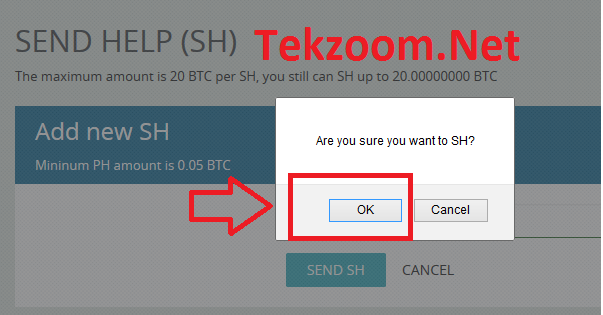 SEND HELP (SH) Tekzoom.Net
The maximum amount is 20 BTC per SH, you still can SH up to 20.00000000 BTC
Add new SH
Mininum PH amount is 0.05 BTC
Are you sure you want to SH?
OK Cancel
SEND SH CANCEL